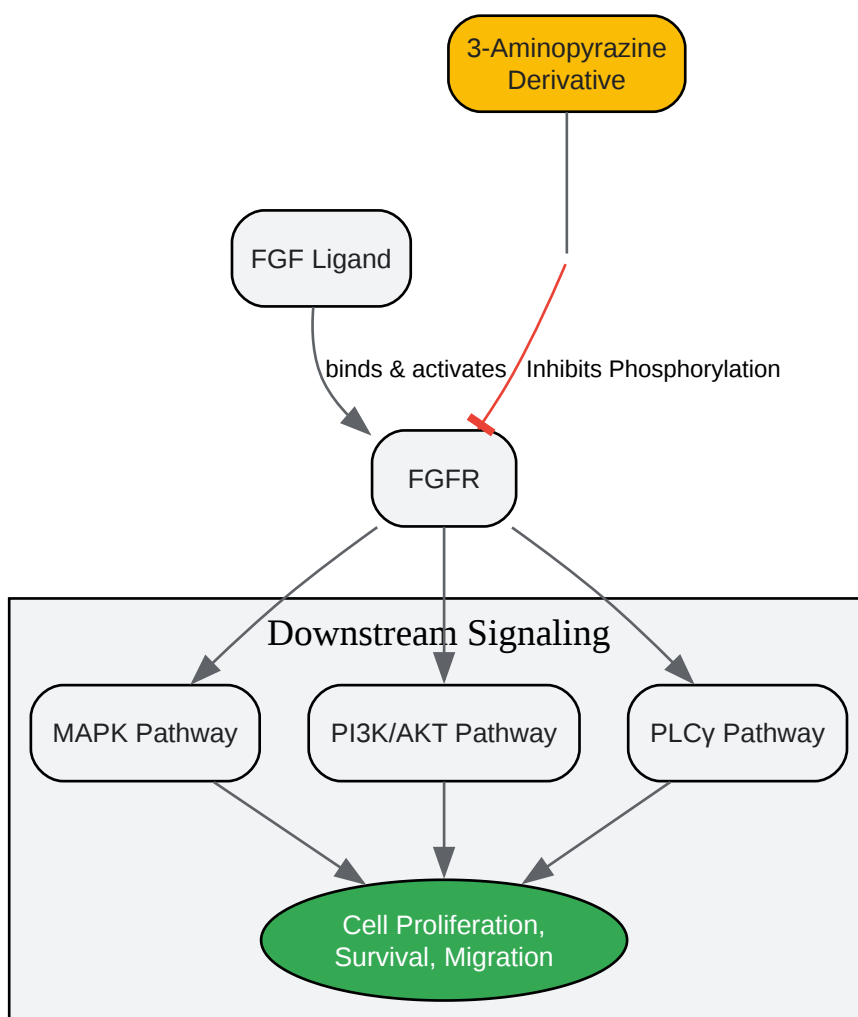 3-Aminopyrazine
Derivative
FGF Ligand
binds & activates
Inhibits Phosphorylation
FGFR
Downstream Signaling
MAPK Pathway
PI3K/AKT Pathway
PLCγ Pathway
Cell Proliferation,
Survival, Migration